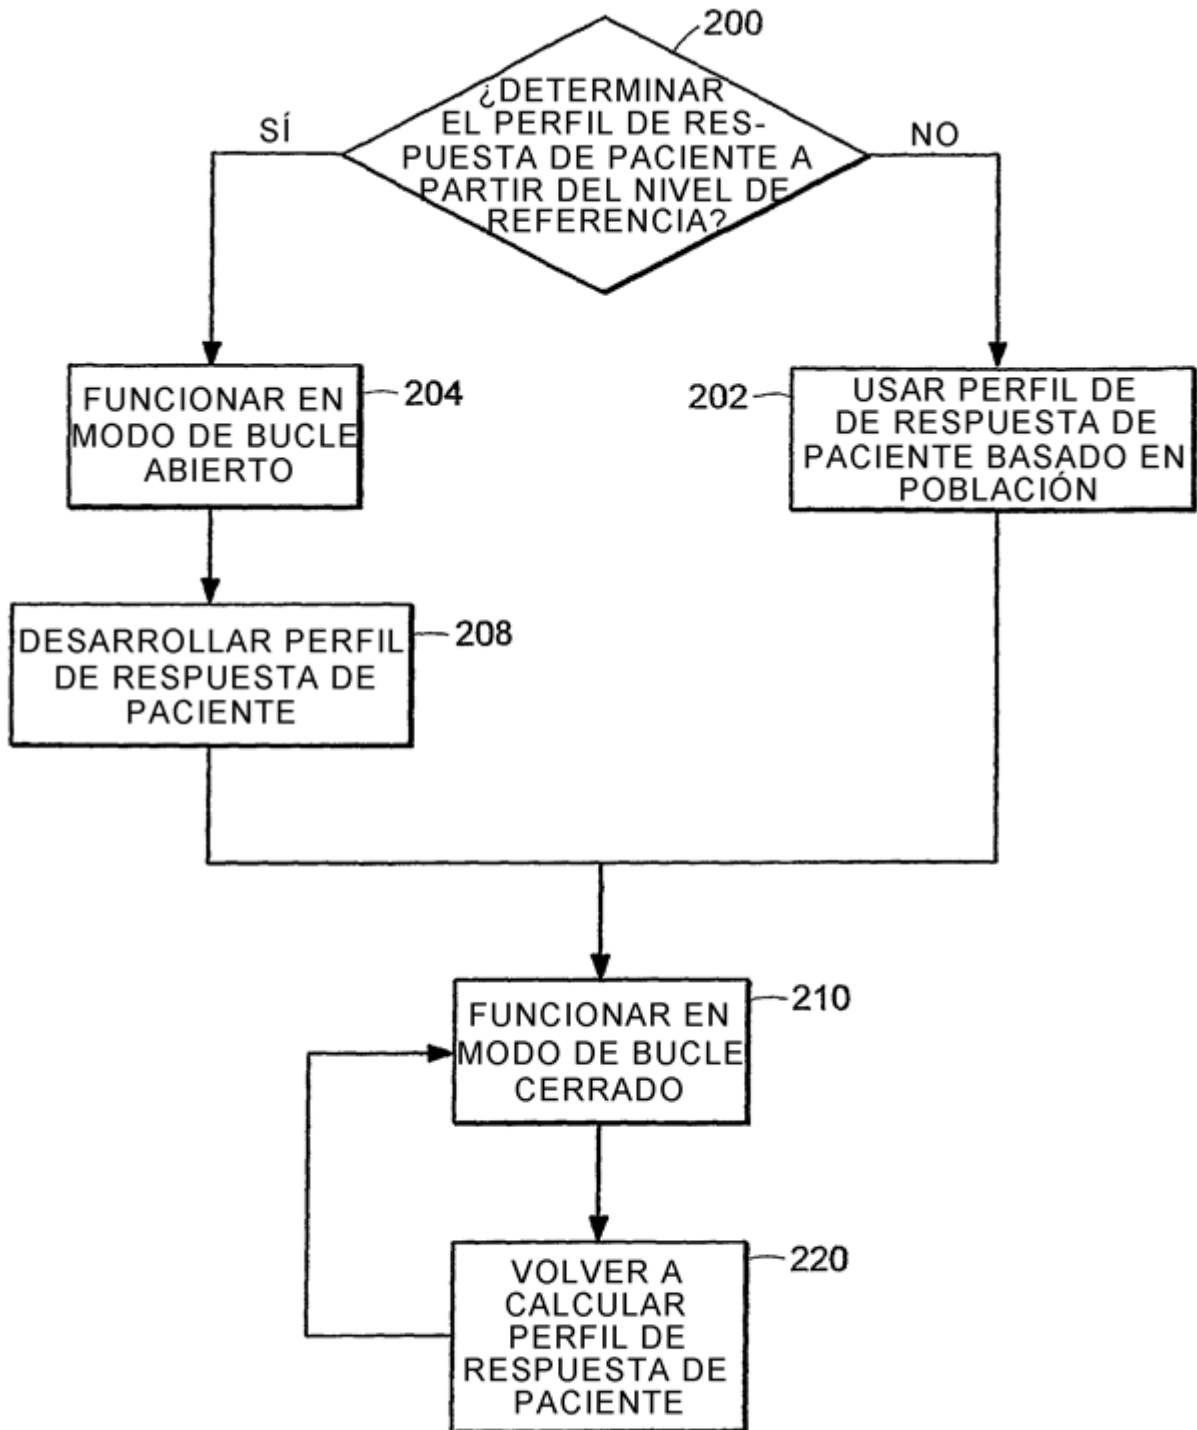 200
¿DETERMINAR
EL PERFIL DE RES-
PUESTA DE PACIENTE A
PARTIR DEL NIVEL DE
REFERENCIA?
SÍ
NO
FUNCIONAR EN
MODO DE BUCLE
ABIERTO
204
202
USAR PERFIL DE
DE RESPUESTA DE
PACIENTE BASADO EN
POBLACIÓN
DESARROLLAR PERFIL
DE RESPUESTA DE
PACIENTE
208
FUNCIONAR EN
MODO DE BUCLE
CERRADO
210
VOLVER A
CALCULAR
PERFIL DE
RESPUESTA DE
PACIENTE
220